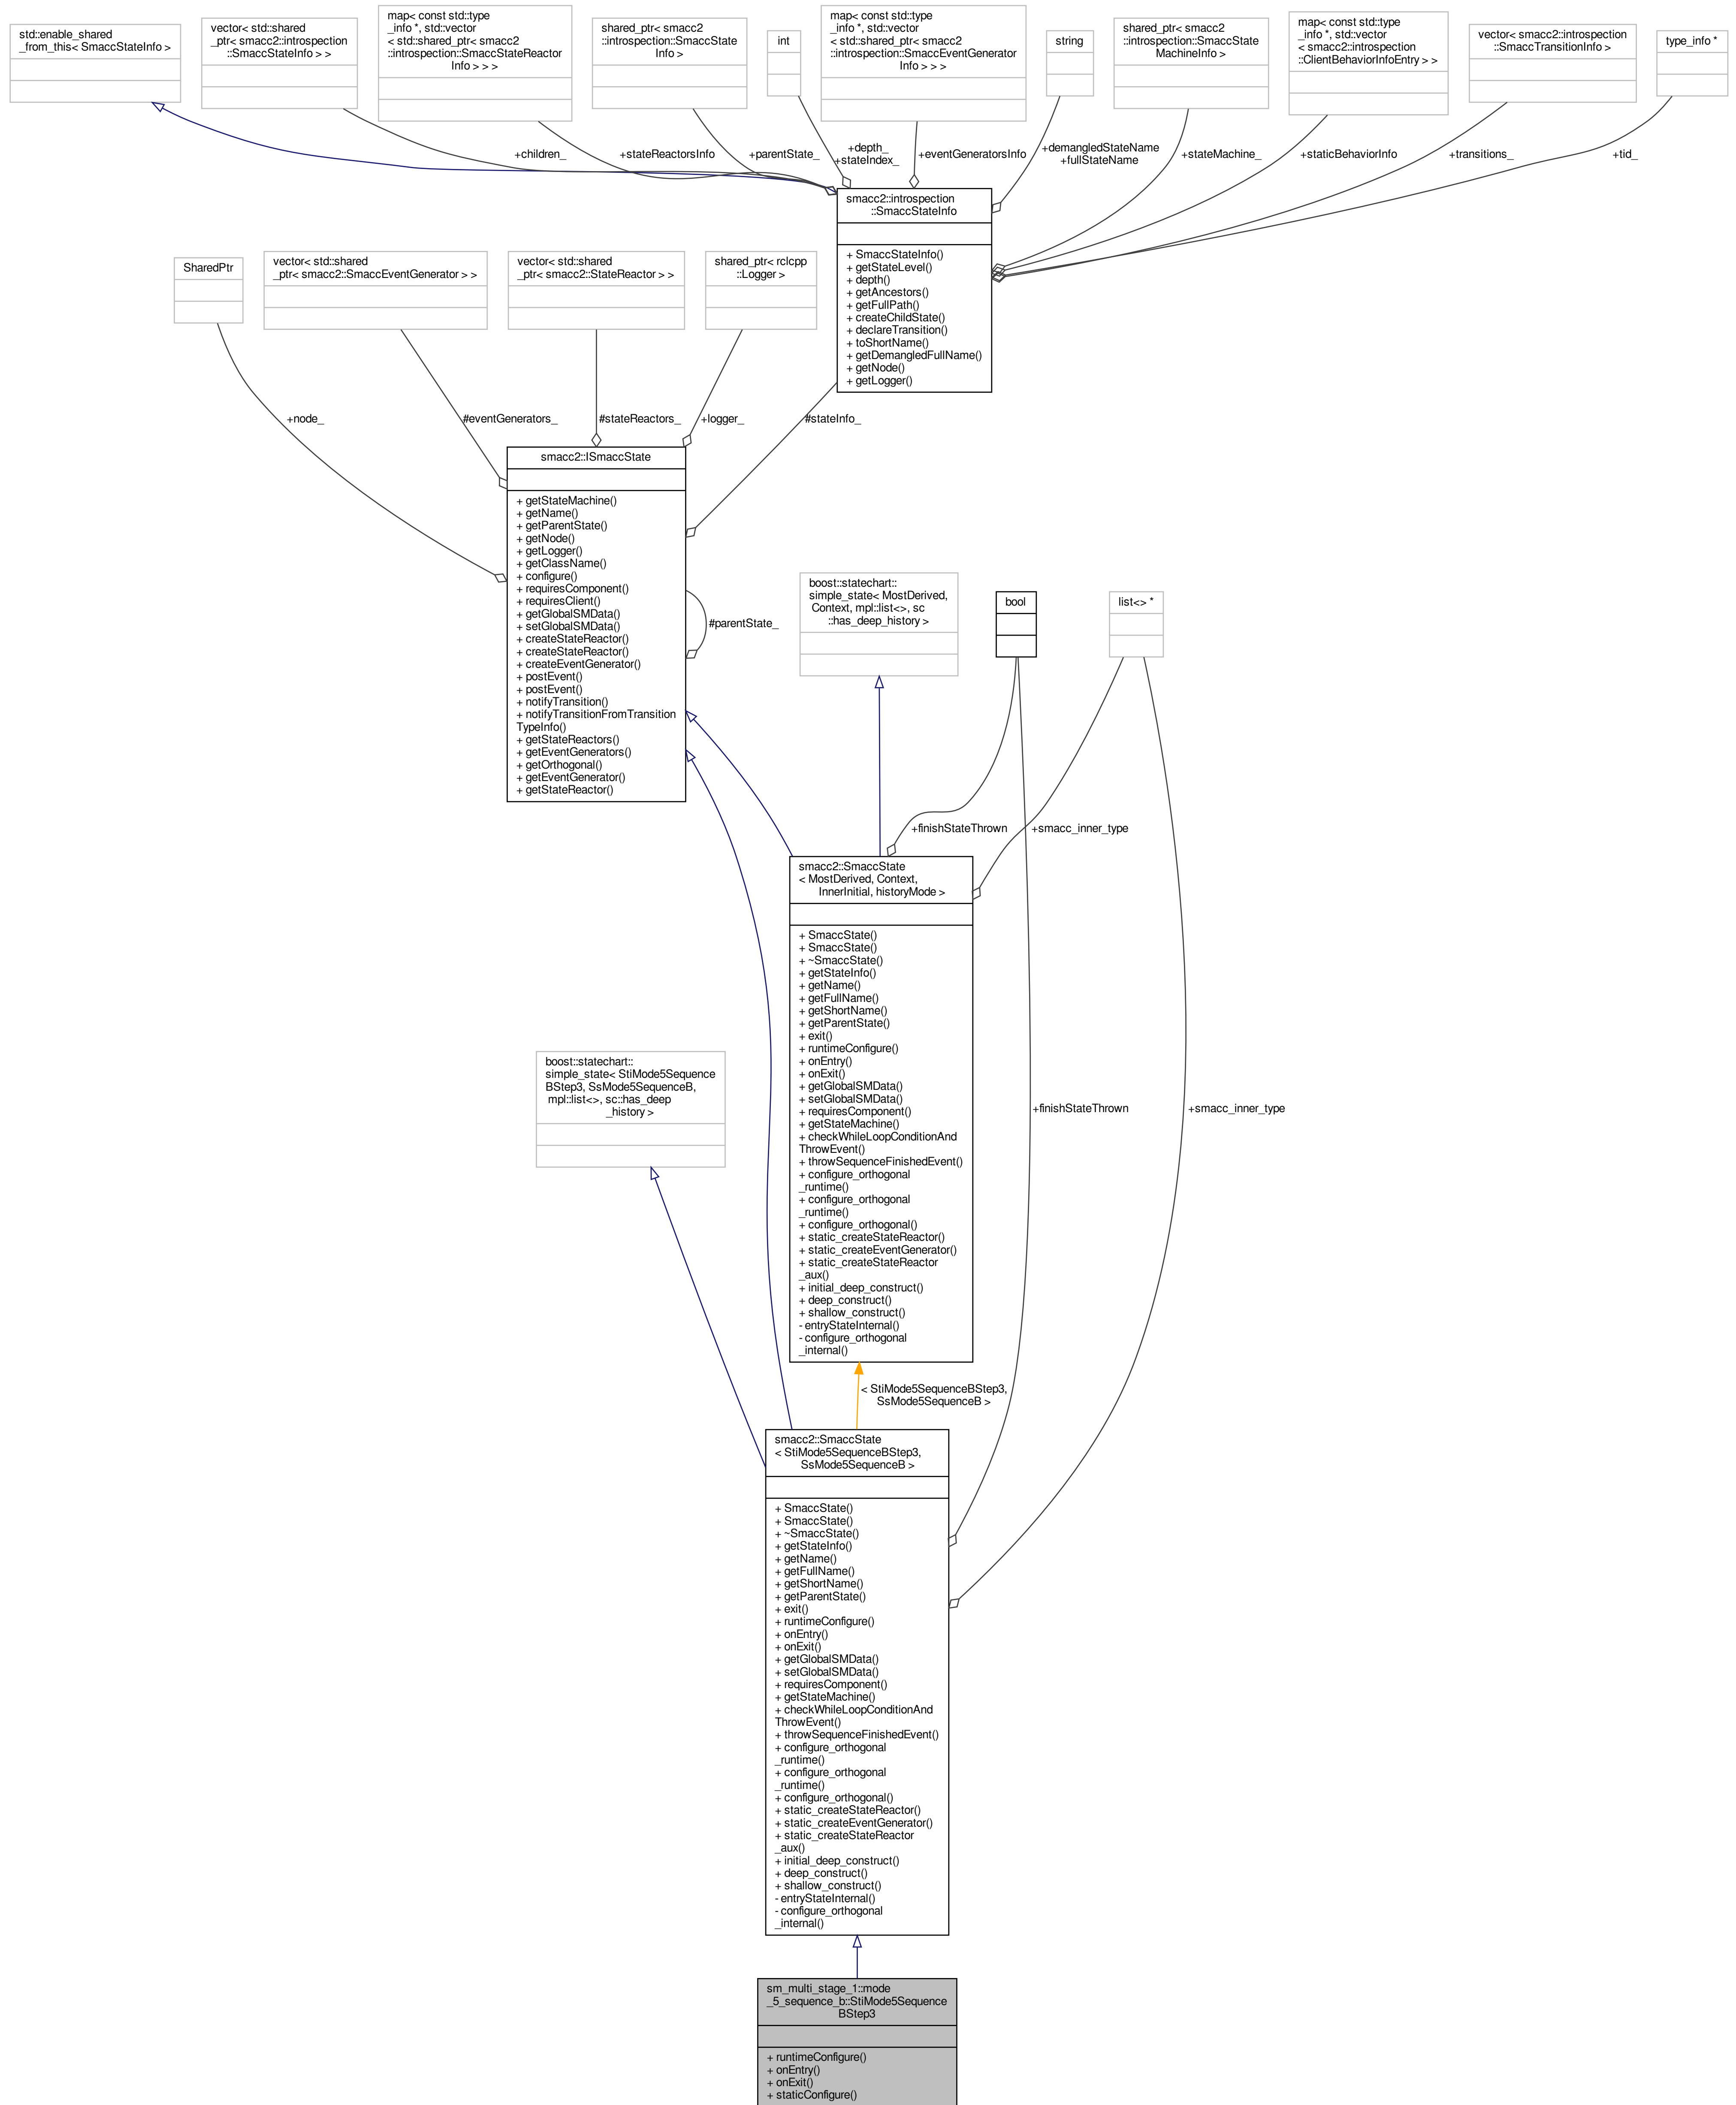 std::enable_shared
_from_this< SmaccStateInfo >
vector< std::shared
_ptr< smacc2::introspection
::SmaccStateInfo > >
map< const std::type
_info *, std::vector
< std::shared_ptr< smacc2
::introspection::SmaccStateReactor
Info > > >
shared_ptr< smacc2
::introspection::SmaccState
Info >
int
map< const std::type
_info *, std::vector
< std::shared_ptr< smacc2
::introspection::SmaccEventGenerator
Info > > >
string
shared_ptr< smacc2
::introspection::SmaccState
MachineInfo >
map< const std::type
_info *, std::vector
< smacc2::introspection
::ClientBehaviorInfoEntry > >
vector< smacc2::introspection
::SmaccTransitionInfo >
type_info *
+children_
+stateReactorsInfo
+parentState_
+depth_
+stateIndex_
+eventGeneratorsInfo
+demangledStateName
+fullStateName
+stateMachine_
+staticBehaviorInfo
+transitions_
+tid_
smacc2::introspection
::SmaccStateInfo
+ SmaccStateInfo()
+ getStateLevel()
+ depth()
+ getAncestors()
+ getFullPath()
+ createChildState()
+ declareTransition()
+ toShortName()
+ getDemangledFullName()
+ getNode()
+ getLogger()
SharedPtr
vector< std::shared
_ptr< smacc2::SmaccEventGenerator > >
vector< std::shared
_ptr< smacc2::StateReactor > >
shared_ptr< rclcpp
::Logger >
+node_
#eventGenerators_
#stateReactors_
+logger_
#stateInfo_
smacc2::ISmaccState
+ getStateMachine()
+ getName()
+ getParentState()
+ getNode()
+ getLogger()
+ getClassName()
+ configure()
+ requiresComponent()
+ requiresClient()
+ getGlobalSMData()
+ setGlobalSMData()
+ createStateReactor()
+ createStateReactor()
+ createEventGenerator()
+ postEvent()
+ postEvent()
+ notifyTransition()
+ notifyTransitionFromTransition
TypeInfo()
+ getStateReactors()
+ getEventGenerators()
+ getOrthogonal()
+ getEventGenerator()
+ getStateReactor()
#parentState_
boost::statechart::
simple_state< MostDerived,
Context, mpl::list<>, sc
::has_deep_history >
bool
list<> *
+finishStateThrown
+smacc_inner_type
smacc2::SmaccState
< MostDerived, Context,
InnerInitial, historyMode >
+ SmaccState()
+ SmaccState()
+ ~SmaccState()
+ getStateInfo()
+ getName()
+ getFullName()
+ getShortName()
+ getParentState()
+ exit()
+ runtimeConfigure()
+ onEntry()
+ onExit()
+ getGlobalSMData()
+ setGlobalSMData()
+ requiresComponent()
+ getStateMachine()
+ checkWhileLoopConditionAnd
ThrowEvent()
+ throwSequenceFinishedEvent()
+ configure_orthogonal
_runtime()
+ configure_orthogonal
_runtime()
+ configure_orthogonal()
+ static_createStateReactor()
+ static_createEventGenerator()
+ static_createStateReactor
_aux()
+ initial_deep_construct()
+ deep_construct()
+ shallow_construct()
- entryStateInternal()
- configure_orthogonal
_internal()
boost::statechart::
simple_state< StiMode5Sequence
BStep3, SsMode5SequenceB,
mpl::list<>, sc::has_deep
_history >
+finishStateThrown
+smacc_inner_type
< StiMode5SequenceBStep3,
SsMode5SequenceB >
smacc2::SmaccState
< StiMode5SequenceBStep3,
SsMode5SequenceB >
+ SmaccState()
+ SmaccState()
+ ~SmaccState()
+ getStateInfo()
+ getName()
+ getFullName()
+ getShortName()
+ getParentState()
+ exit()
+ runtimeConfigure()
+ onEntry()
+ onExit()
+ getGlobalSMData()
+ setGlobalSMData()
+ requiresComponent()
+ getStateMachine()
+ checkWhileLoopConditionAnd
ThrowEvent()
+ throwSequenceFinishedEvent()
+ configure_orthogonal
_runtime()
+ configure_orthogonal
_runtime()
+ configure_orthogonal()
+ static_createStateReactor()
+ static_createEventGenerator()
+ static_createStateReactor
_aux()
+ initial_deep_construct()
+ deep_construct()
+ shallow_construct()
- entryStateInternal()
- configure_orthogonal
_internal()
sm_multi_stage_1::mode
_5_sequence_b::StiMode5Sequence
BStep3
+ runtimeConfigure()
+ onEntry()
+ onExit()
+ staticConfigure()